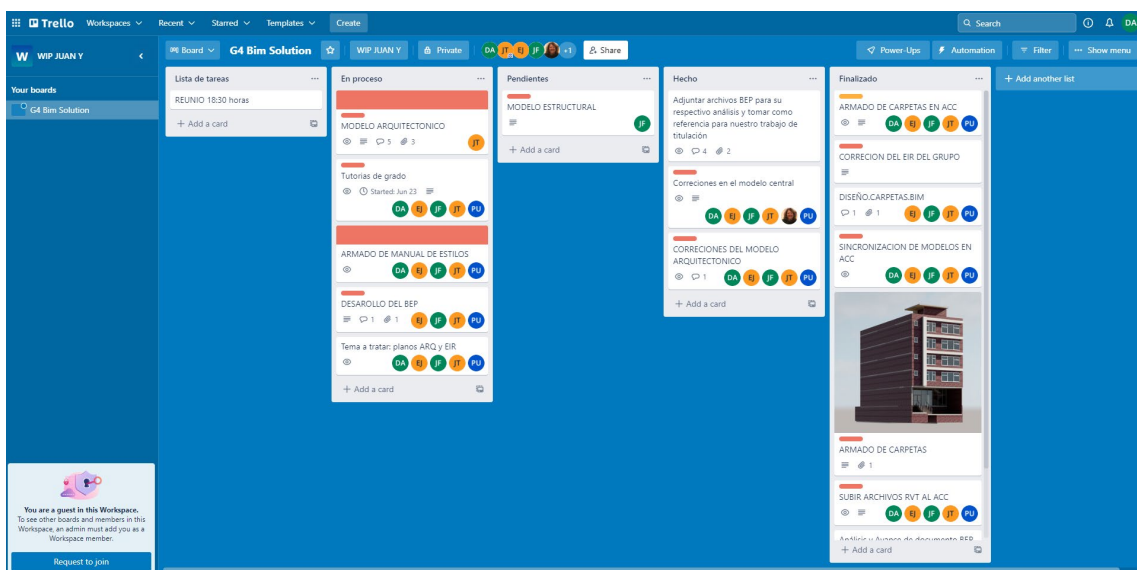 Trello
Workspaces
Recent
Starred
Templates
Create
Search
DA
W WIP JUAN Y
Board
G4 Bim Solution
WIP JUAN Y
Private
DA JT EJ JF +1
Share
Power-Ups
Automation
Filter
Show menu
Your boards
G4 Bim Solution
Lista de tareas
REUNIO 18:30 horas
+ Add a card
En proceso
MODELO ARQUITECTONICO
5 3
JT
Tutorias de grado
Started: Jun 23
DA EJ JF JT PU
ARMADO DE MANUAL DE ESTILOS
DA EJ JF JT PU
DESAROLLO DEL BEP
1 1 EJ JF JT PU
Tema a tratar: planos ARQ y EIR
DA EJ JF JT PU
+ Add a card
Pendientes
MODELO ESTRUCTURAL
JF
+ Add a card
Hecho
Adjuntar archivos BEP para su
respectivo análisis y tomar como
referencia para nuestro trabajo de
titulación
4 2
Correciones en el modelo central
DA EJ JF JT PU
CORRECIONES DEL MODELO
ARQUITECTONICO
1 DA EJ JF JT PU
+ Add a card
Finalizado
ARMADO DE CARPETAS EN ACC
DA EJ JF JT PU
CORRECION DEL EIR DEL GRUPO
DISEÑO.CARPETAS.BIM
1 1 EJ JF JT PU
SINCRONIZACION DE MODELOS EN
ACC
DA EJ JF JT PU
ARMADO DE CARPETAS
1
SUBIR ARCHIVOS RVT AL ACC
DA EJ JF JT PU
Análisis y Avance de documento BEP
+ Add a card
+ Add another list
You are a guest in this Workspace.
To see other boards and members in this
Workspace, an admin must add you as a
Workspace member.
Request to join